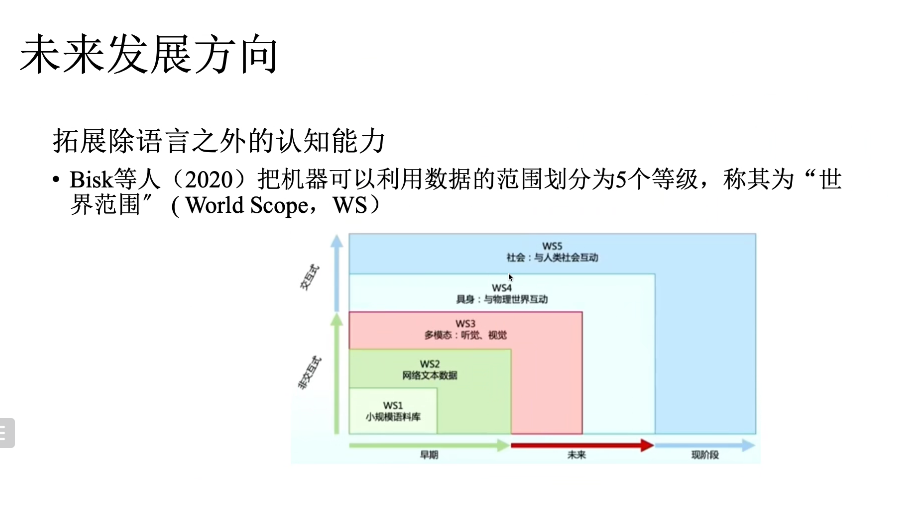 未来发展方向
拓展除语言之外的认知能力
• Bisk等人（2020）把机器可以利用数据的范围划分为5个等级，称其为“世
界范围〞 ( World Scope，WS）
WS5
社会：与人类社会互动
交互式
WS4
具身：与物理世界互动
WS3
多模态：听觉、视觉
非交互式
WS2
网络文本数据
WS1
小规模语料库
早期
未来
现阶段